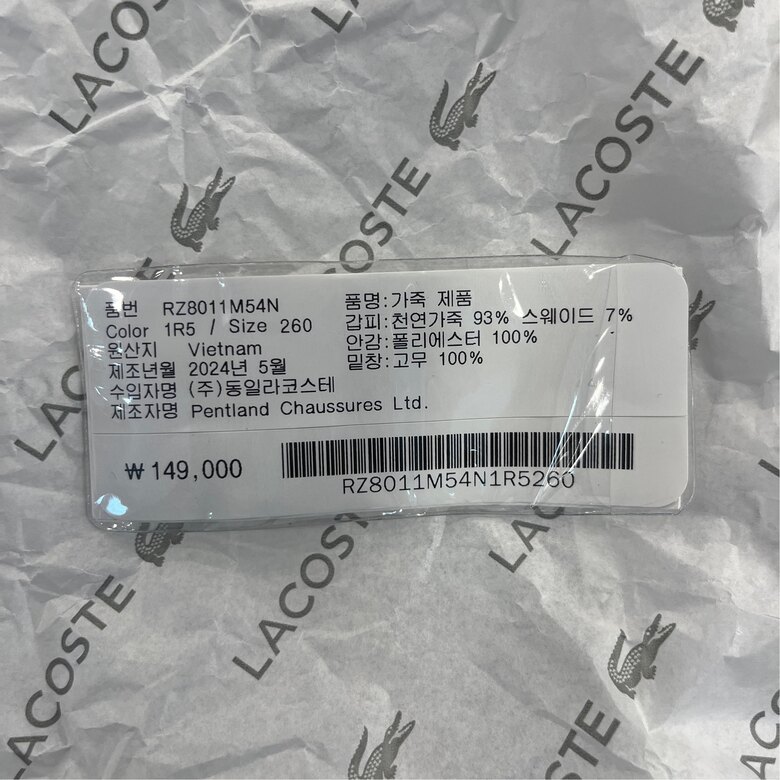 LACOSTE
LACOSTE
LACOSTE
품번 RZ8011M54N
Color 1R5 / Size 260
원산지 Vietnam
제조년월 2024년 5월
수입자명 (주)동일라코스테
제조자명 Pentland Chaussures Ltd.
품명:가죽 제품
갑피:천연가죽 93% 스웨이드 7%
안감:폴리에스터 100%
밑창:고무 100%
₩149,000
RZ8011M54N1R5260
LACOSTE
LACOSTE